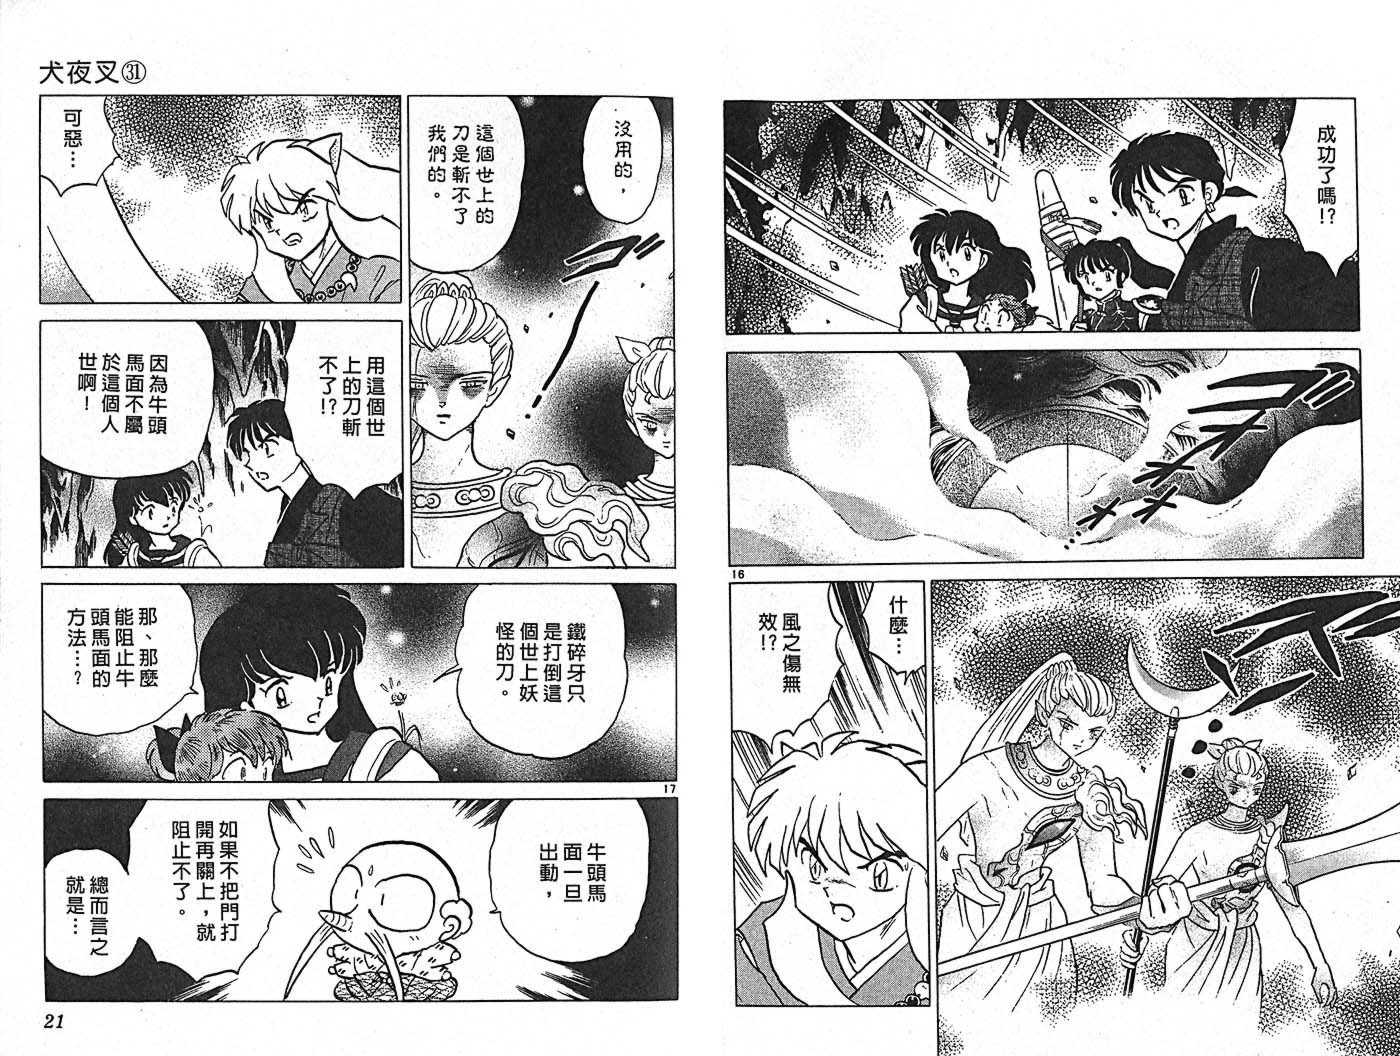 犬夜叉㉛
成功了嗎!?
16
什麼…
風之傷無
效!?
沒用的，
這個世上的
刀是斬不了
我們的。
可惡…
用這個世
上的刀斬
不了!?
因為牛頭
馬面不屬
於這個人
世啊！
鐵碎牙只
是打倒這
個世上妖
怪的刀。
那、那麼
能阻止牛
頭馬面的
方法…?
17
牛頭馬
面一旦
出動，
如果不把門打
開再關上，就
阻止不了。
總而言之
就是…
21